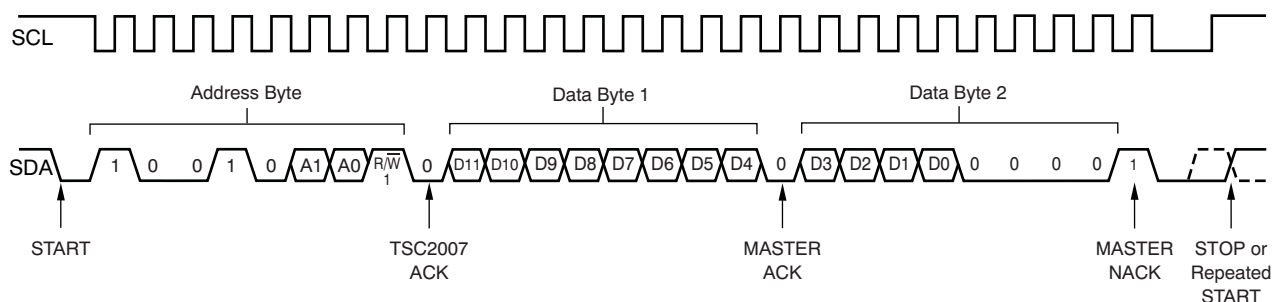 SCL
Address Byte Data Byte 1 Data Byte 2
SDA 1 0 0 1 0 A1 A0 R/W 1 0 D11 D10 D9 D8 D7 D6 D5 D4 0 D3 D2 D1 D0 0 0 0 0 1
START
TSC2007
ACK
MASTER
ACK
MASTER
NACK
STOP or
Repeated
START